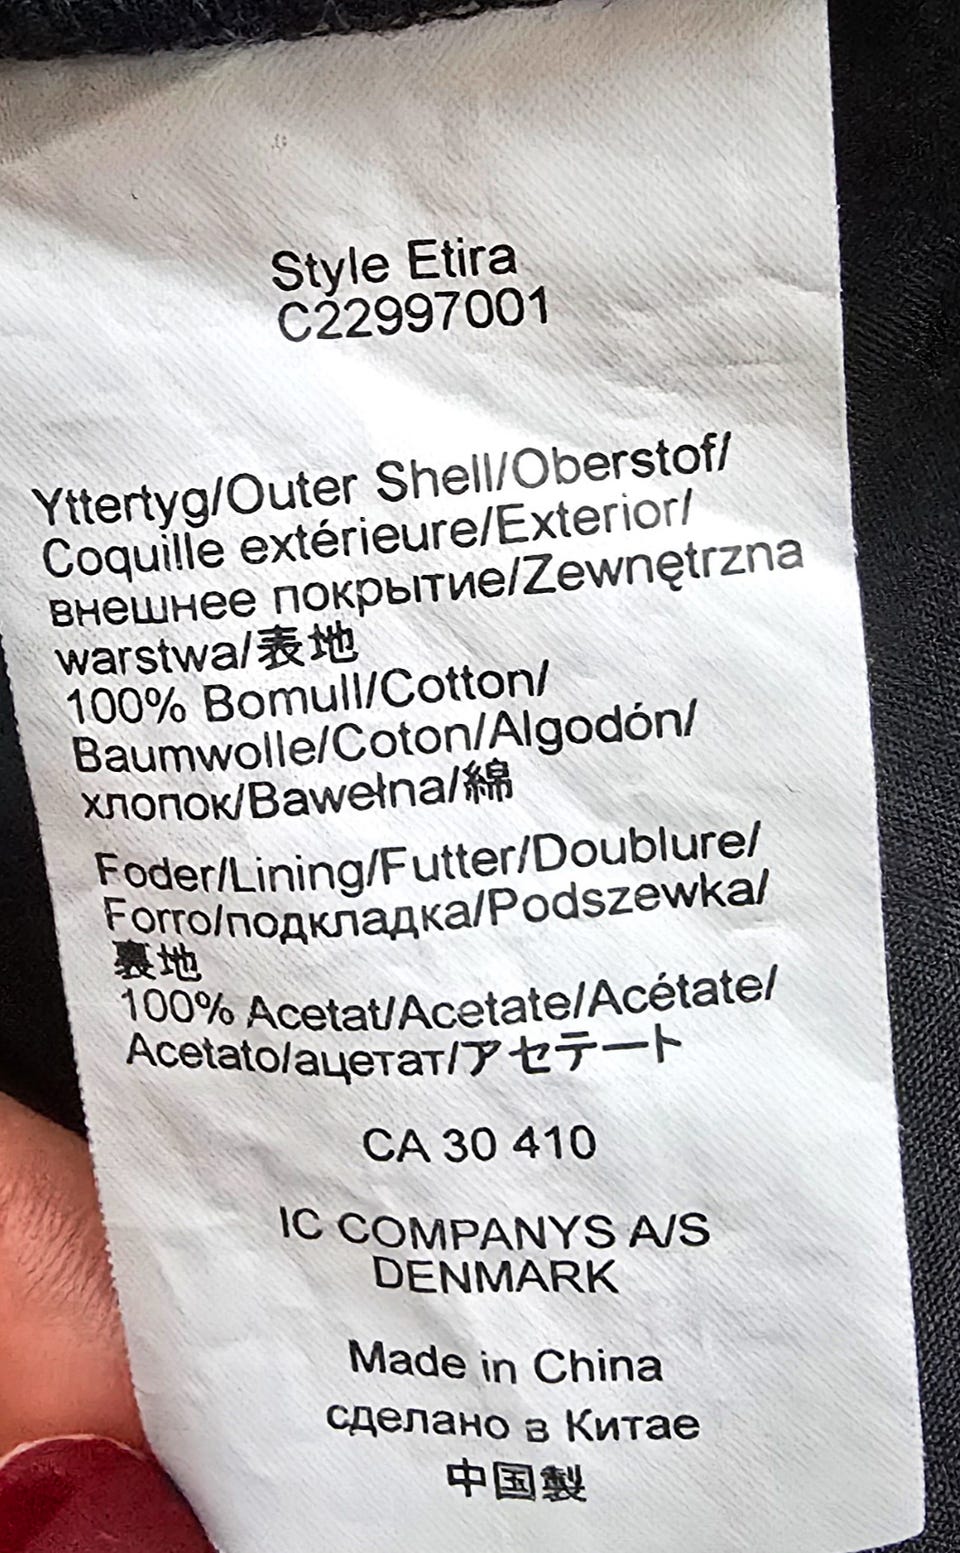 Style Etira
C22997001
Yttertyg/Outer Shell/Oberstof/
Coquille extérieure/Exterior/
внешнее покрытие/Zewnętrzna
warstwa/表地
100% Bomull/Cotton/
Baumwolle/Coton/Algodón/
хлопок/Bawełna/綿
Foder/Lining/Futter/Doublure/
Forro/подкладка/Podszewka/
裏地
100% Acetat/Acetate/Acétate/
Acetato/ацетат/アセテート
CA 30 410
IC COMPANYS A/S
DENMARK
Made in China
сделано в Китае
中国製